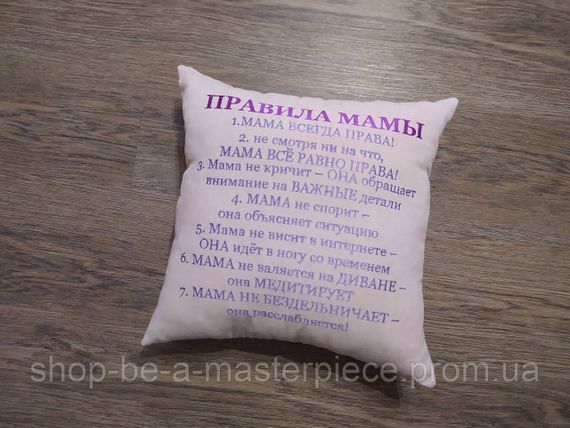 ПРАВИЛА МАМЫ
1.МАМА ВСЕГДА ПРАВА!
2. не смотря ни на что,
МАМА ВСЁ РАВНО ПРАВА!
3. Мама не кричит – ОНА обращает
внимание на ВАЖНЫЕ детали
4. МАМА не спорит –
она объясняет ситуацию
5. Мама не висит в интернете –
ОНА идёт в ногу со временем
6. МАМА не валяется на ДИВАНЕ –
она МЕДИТИРУЕТ
7. МАМА НЕ БЕЗДЕЛЬНИЧАЕТ –
она расслабляется!
shop-be-a-masterpiece.prom.ua